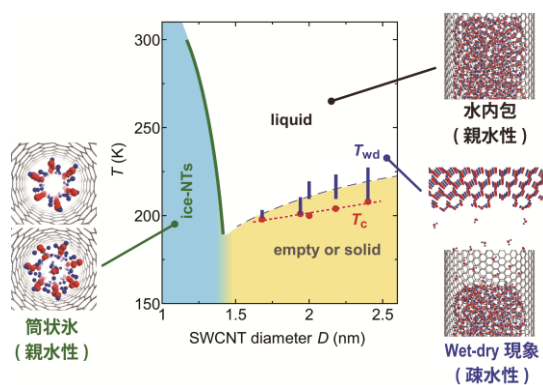 300
250
200
150
T (K)
1
1.5
2
2.5
SWCNT diameter D (nm)
ice-NTs
liquid
Twd
Tc
empty or solid
筒状氷
(親水性)
水内包
(親水性)
Wet-dry 現象
(疎水性)